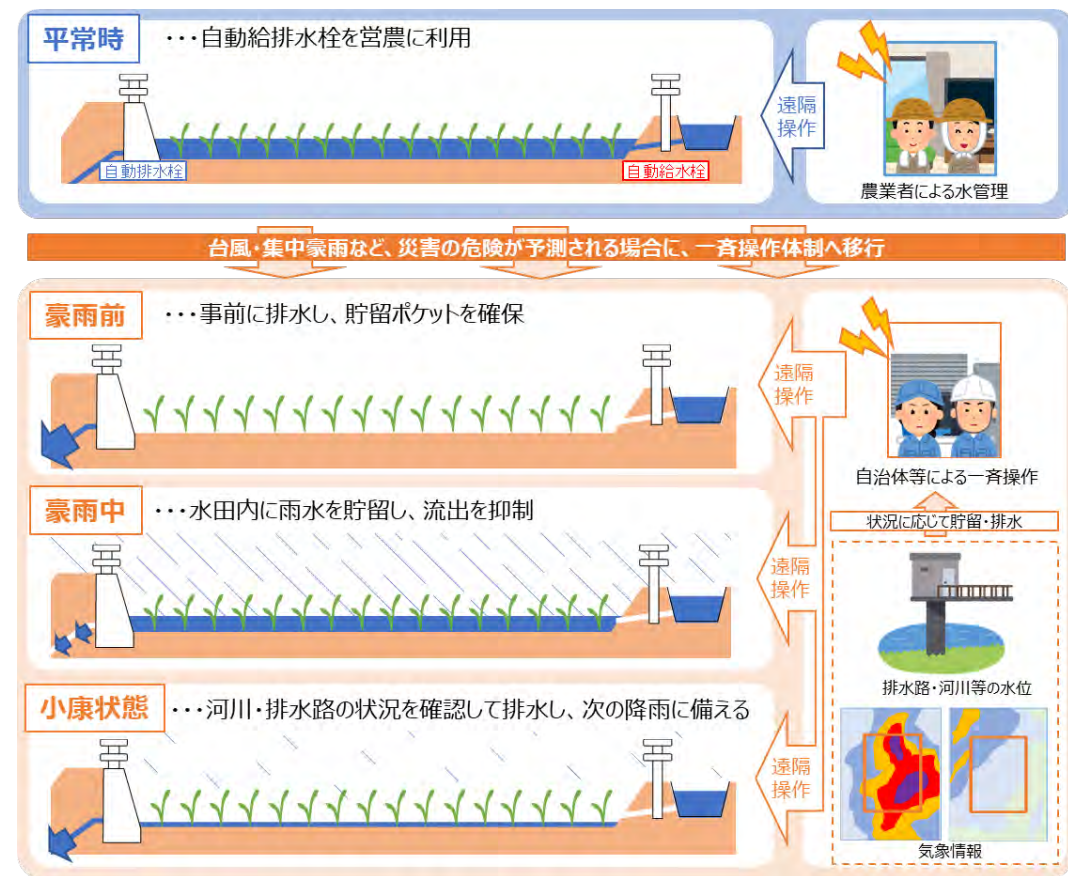 平常時
・・・自動給排水栓を営農に利用
自動排水栓
自動給水栓
遠隔
操作
農業者による水管理
台風・集中豪雨など、災害の危険が予測される場合に、一斉操作体制へ移行
豪雨前
・・・事前に排水し、貯留ポケットを確保
遠隔
操作
自治体等による一斉操作
状況に応じて貯留・排水
豪雨中
・・・水田内に雨水を貯留し、流出を抑制
遠隔
操作
排水路・河川等の水位
小康状態
・・・河川・排水路の状況を確認して排水し、次の降雨に備える
遠隔
操作
気象情報